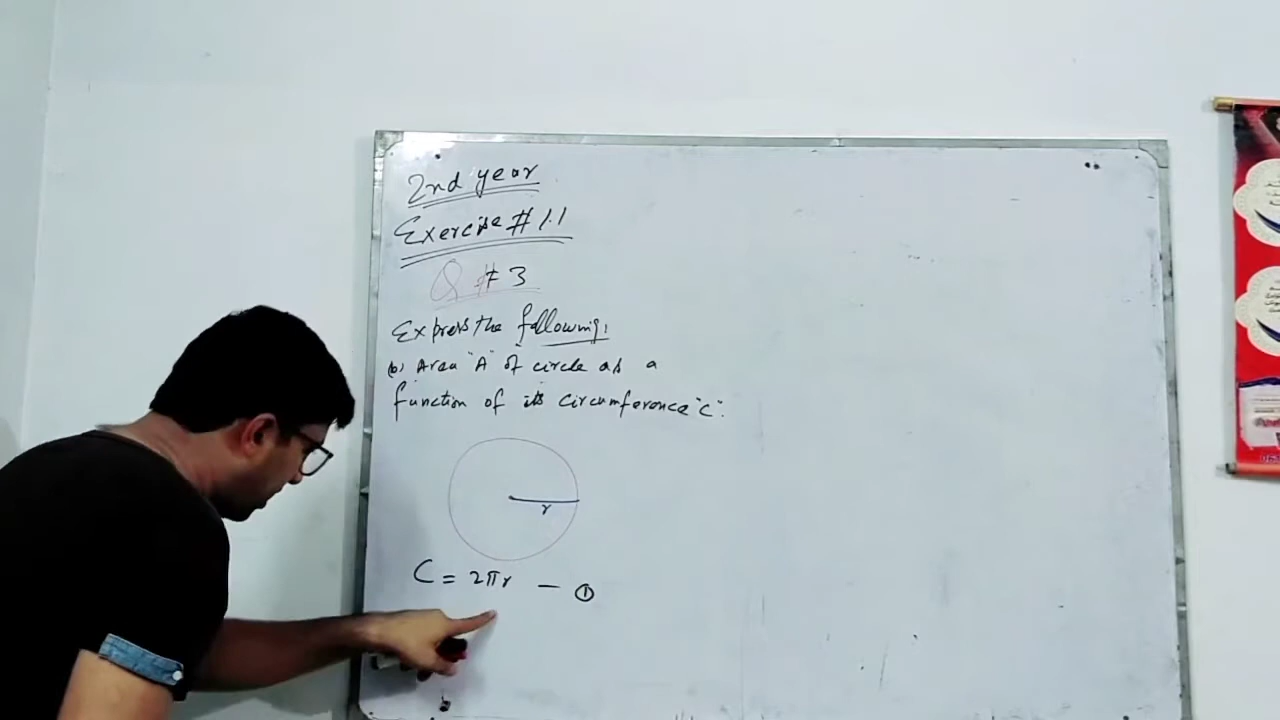 2nd year
Exercise # 1.1
Q # 3
Express the following:
(b) Area "A" of circle as a
function of its circumference "C".
r
C = 2πr — ①